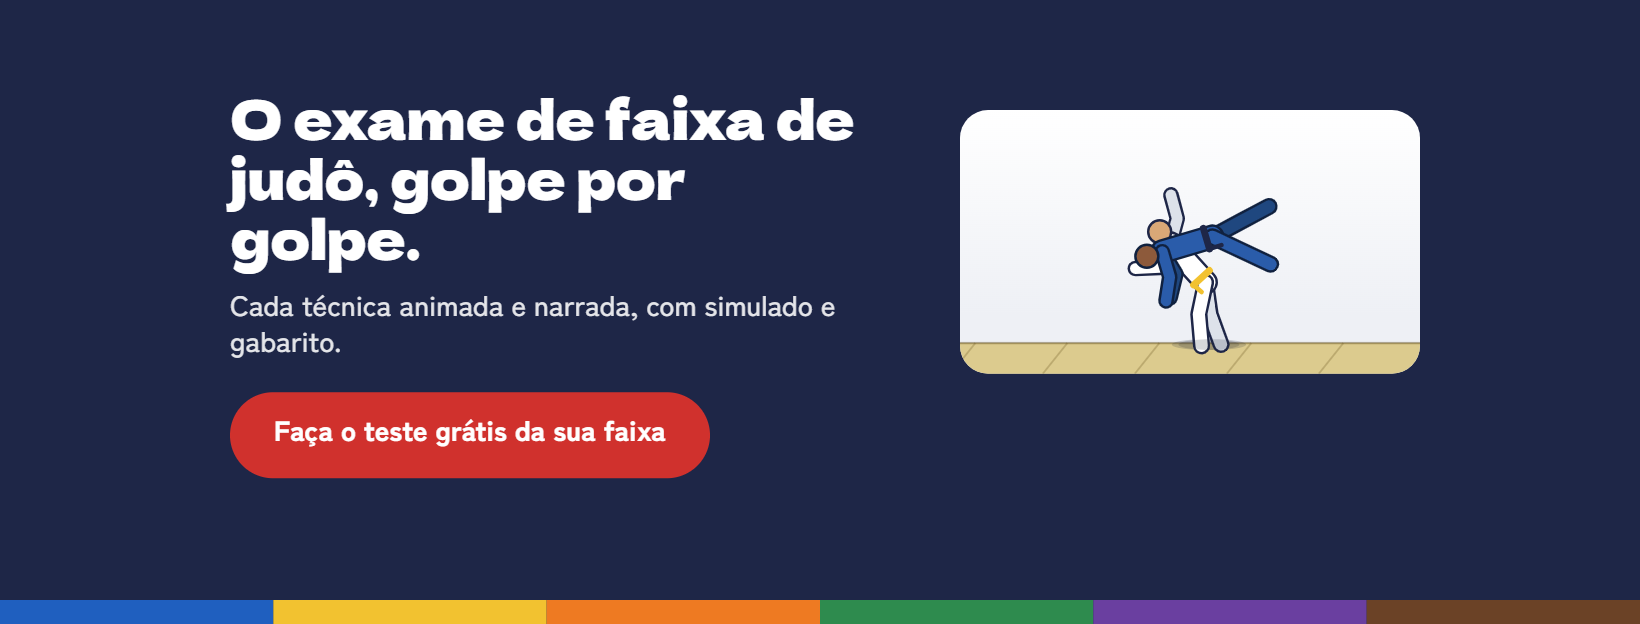 O exame de faixa de
judô, golpe por
golpe.
Cada técnica animada e narrada, com simulado e
gabarito.
Faça o teste grátis da sua faixa